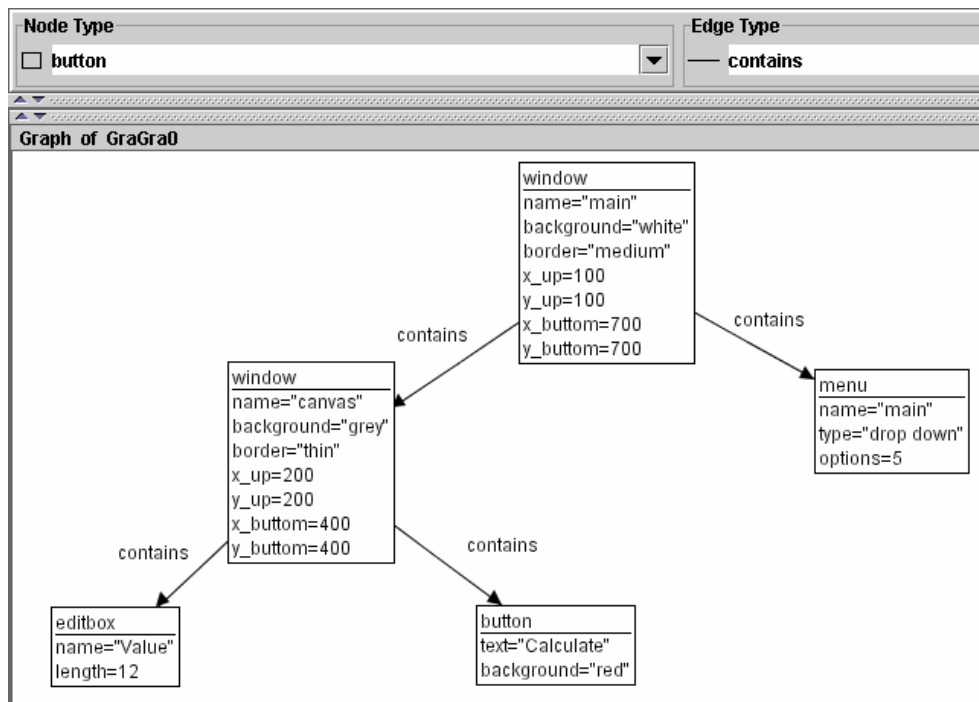 Node Type
Edge Type
button
contains
Graph of GraGra0
window
name="main"
background="white"
border="medium"
x_up=100
y_up=100
x_buttom=700
y_buttom=700
contains
contains
window
name="canvas"
background="grey"
border="thin"
x_up=200
y_up=200
x_buttom=400
y_buttom=400
menu
name="main"
type="drop down"
options=5
contains
contains
editbox
name="Value"
length=12
button
text="Calculate"
background="red"